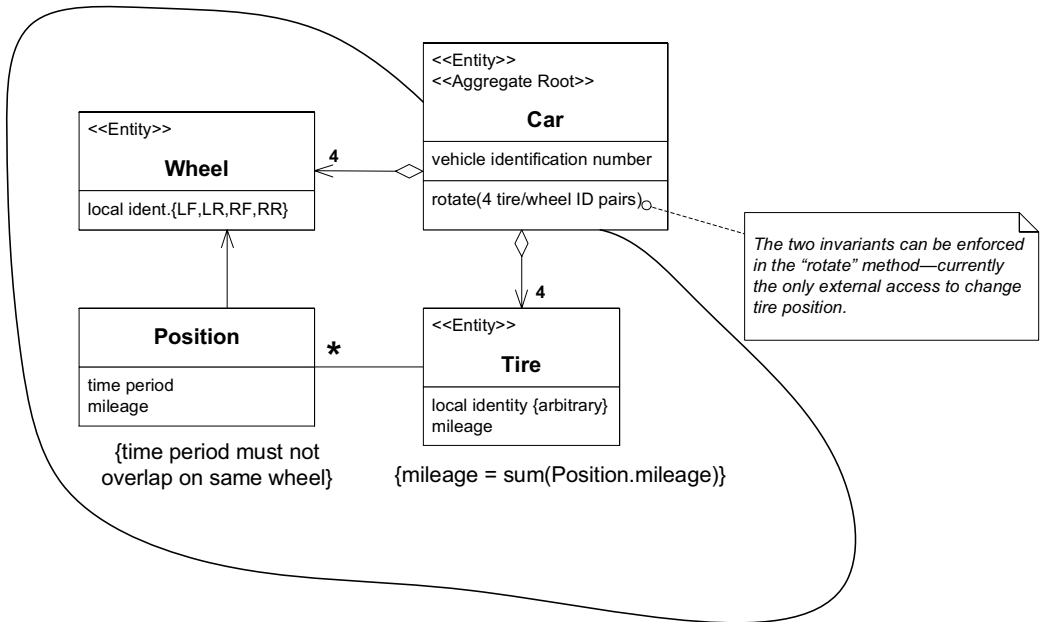 <<Entity>>
<<Aggregate Root>>
Car
vehicle identification number
rotate(4 tire/wheel ID pairs)
<<Entity>>
Wheel
local ident.{LF,LR,RF,RR}
4
The two invariants can be enforced
in the “rotate” method—currently
the only external access to change
tire position.
4
Position
time period
mileage
*
<<Entity>>
Tire
local identity {arbitrary}
mileage
{time period must not
overlap on same wheel}
{mileage = sum(Position.mileage)}